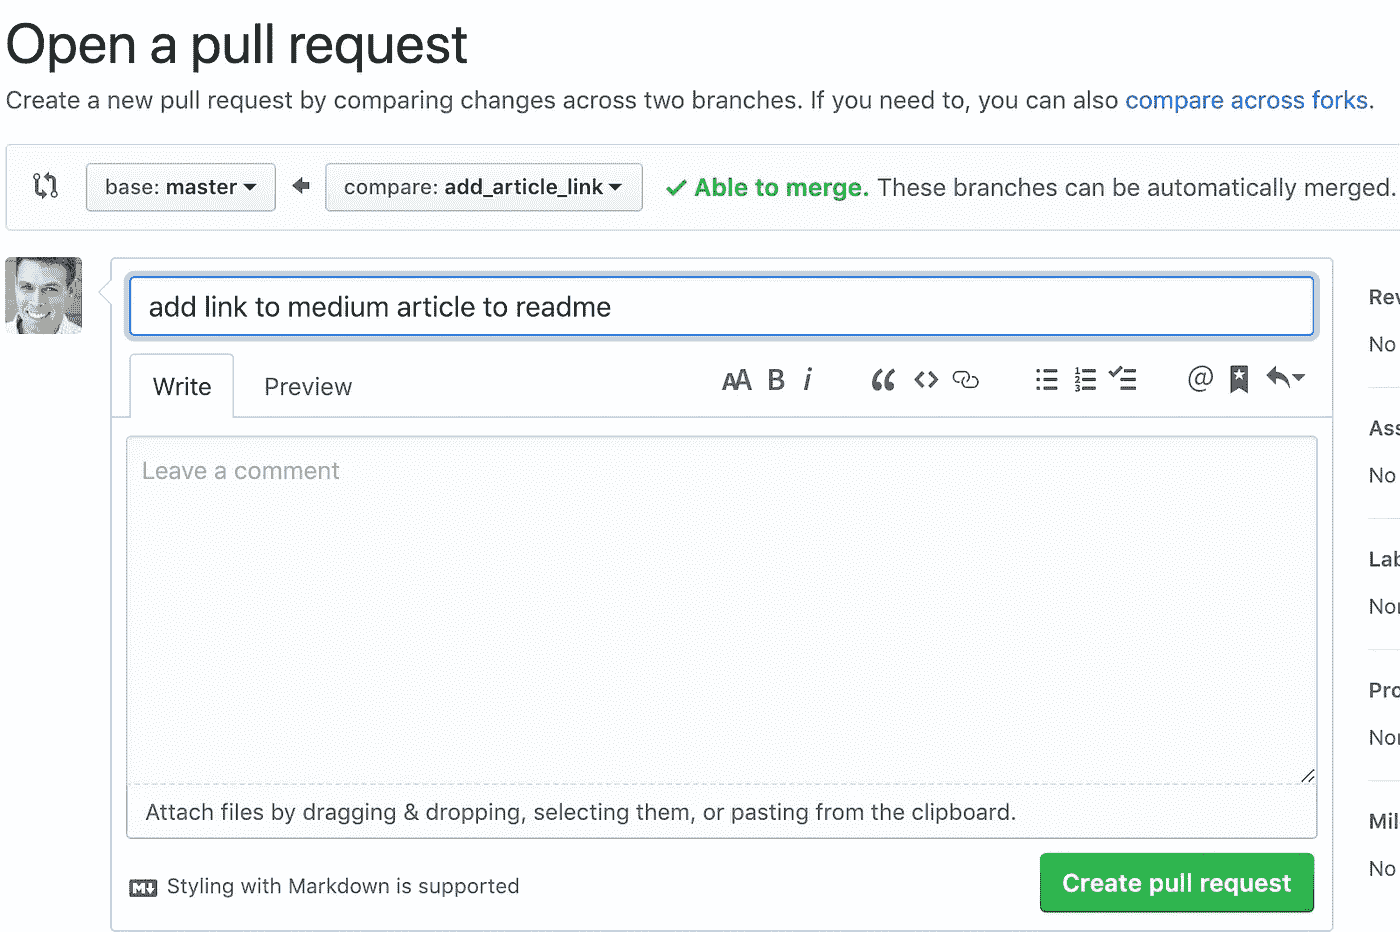 Open a pull request
Create a new pull request by comparing changes across two branches. If you need to, you can also compare across forks.
base: master compare: add_article_link Able to merge. These branches can be automatically merged.
add link to medium article to readme
Write Preview AA B i @
Leave a comment
Attach files by dragging & dropping, selecting them, or pasting from the clipboard.
M Styling with Markdown is supported
Create pull request
Rev
No
Ass
No
Lab
Pro
Mil
No